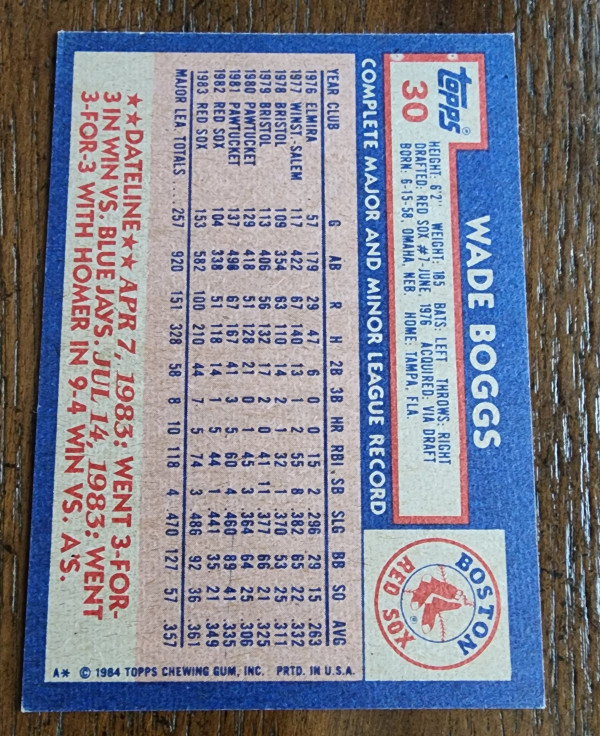 topps®
30
WADE BOGGS
HEIGHT: 6'2" WEIGHT: 185 BATS: LEFT THROWS: RIGHT
DRAFTED: RED SOX #7-JUNE, 1976 ACQUIRED: VIA DRAFT
BORN: 6-15-58, OMAHA, NEB. HOME: TAMPA, FLA.
BOSTON
RED SOX
COMPLETE MAJOR AND MINOR LEAGUE RECORD
YEAR CLUB G AB R H 2B 3B HR RBI SB SLG BB SO AVG
1976 ELMIRA 57 179 29 47 6 0 0 15 2 .296 29 15 .263
1977 WINST.-SALEM 117 422 67 140 13 1 2 55 8 .382 65 22 .332
1978 BRISTOL 109 354 63 110 14 2 1 32 1 .370 53 25 .311
1979 BRISTOL 113 406 56 132 17 2 0 41 11 .377 66 21 .325
1980 PAWTUCKET 129 418 51 128 21 0 1 45 3 .364 64 25 .306
1981 PAWTUCKET 137 498 67 167 41 3 5 60 4 .460 89 41 .335
1982 RED SOX 104 338 51 118 14 1 5 44 1 .441 35 21 .349
1983 RED SOX 153 582 100 210 44 7 5 74 3 .486 92 36 .361
MAJOR LEA. TOTALS . . . 257 920 151 328 58 8 10 118 4 .470 127 57 .357
★★DATELINE★★ APR 7, 1983: WENT 3-FOR-
3 IN WIN VS. BLUE JAYS. JUL 14, 1983: WENT
3-FOR-3 WITH HOMER IN 9-4 WIN VS. A'S.
A* © 1984 TOPPS CHEWING GUM, INC. PRTD. IN U.S.A.